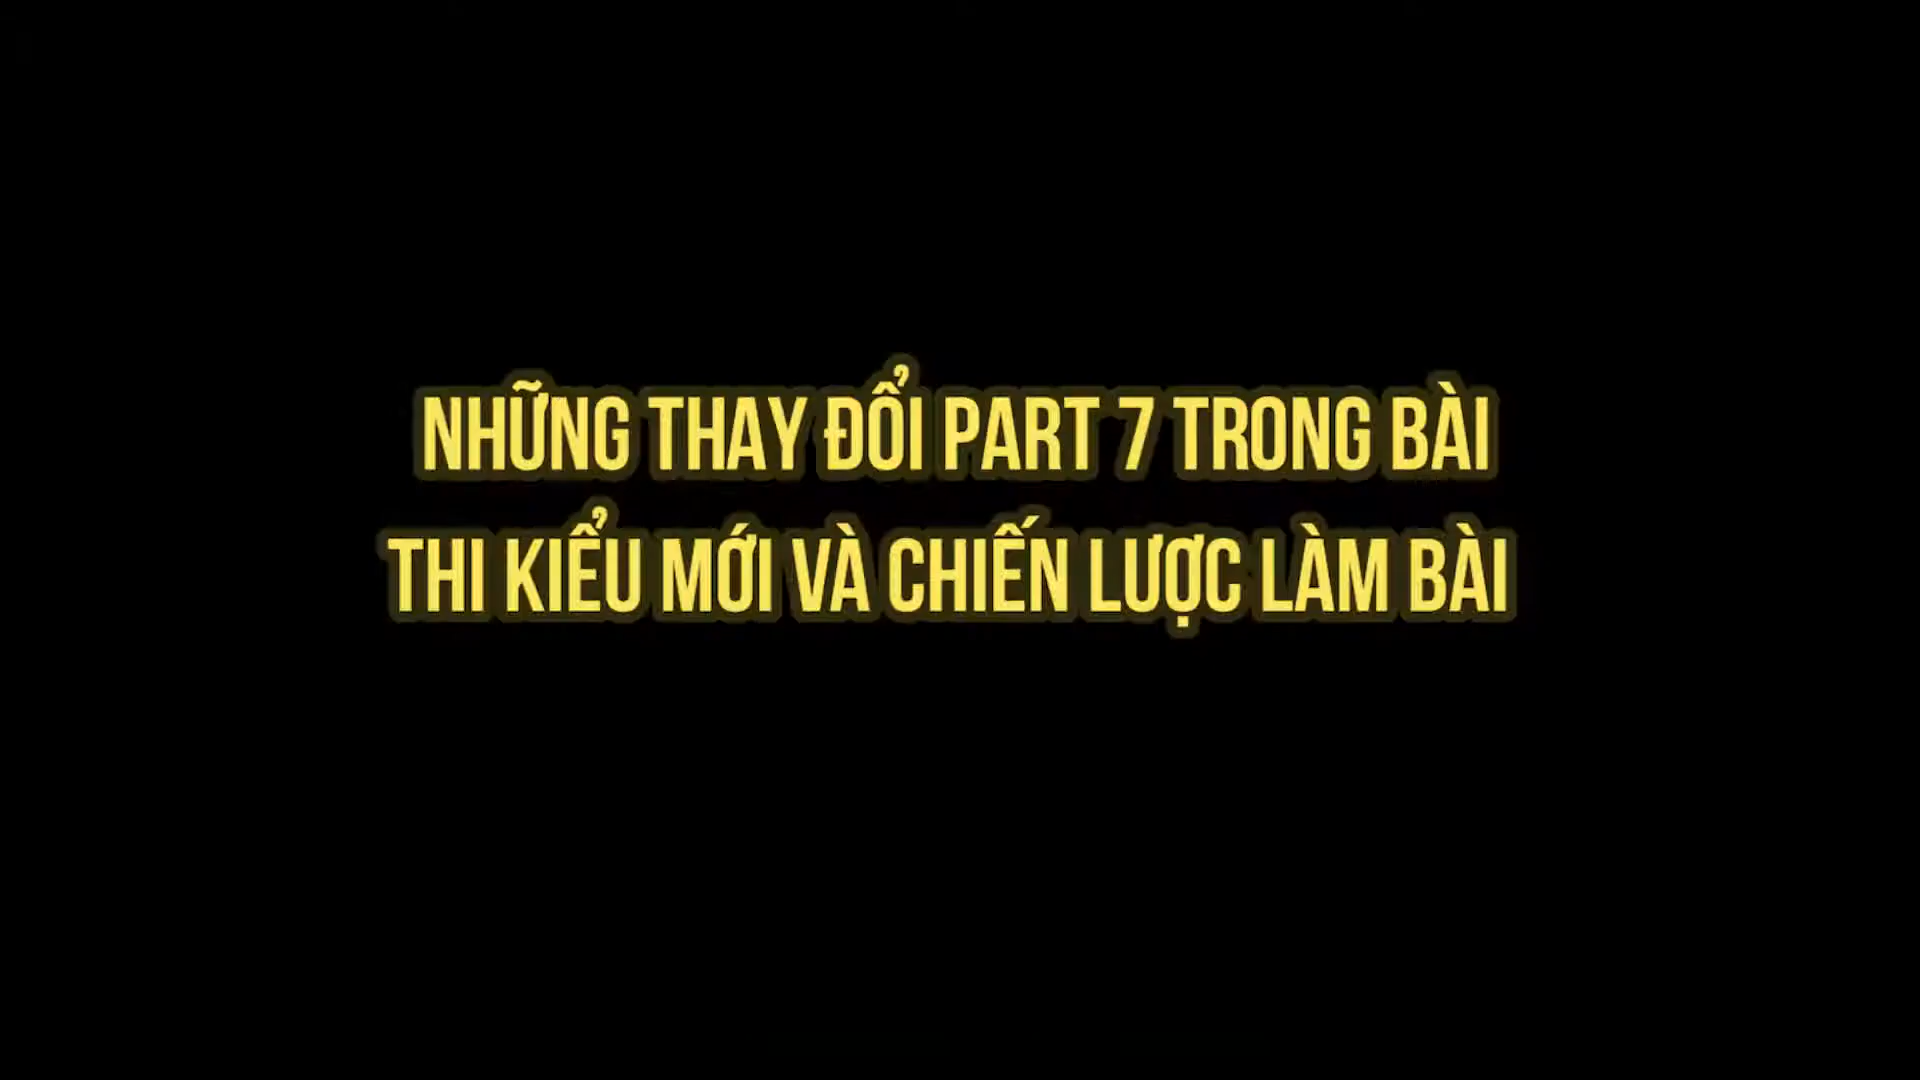 NHỮNG THAY ĐỔI PART 7 TRONG BÀI
THI KIỂU MỚI VÀ CHIẾN LƯỢC LÀM BÀI